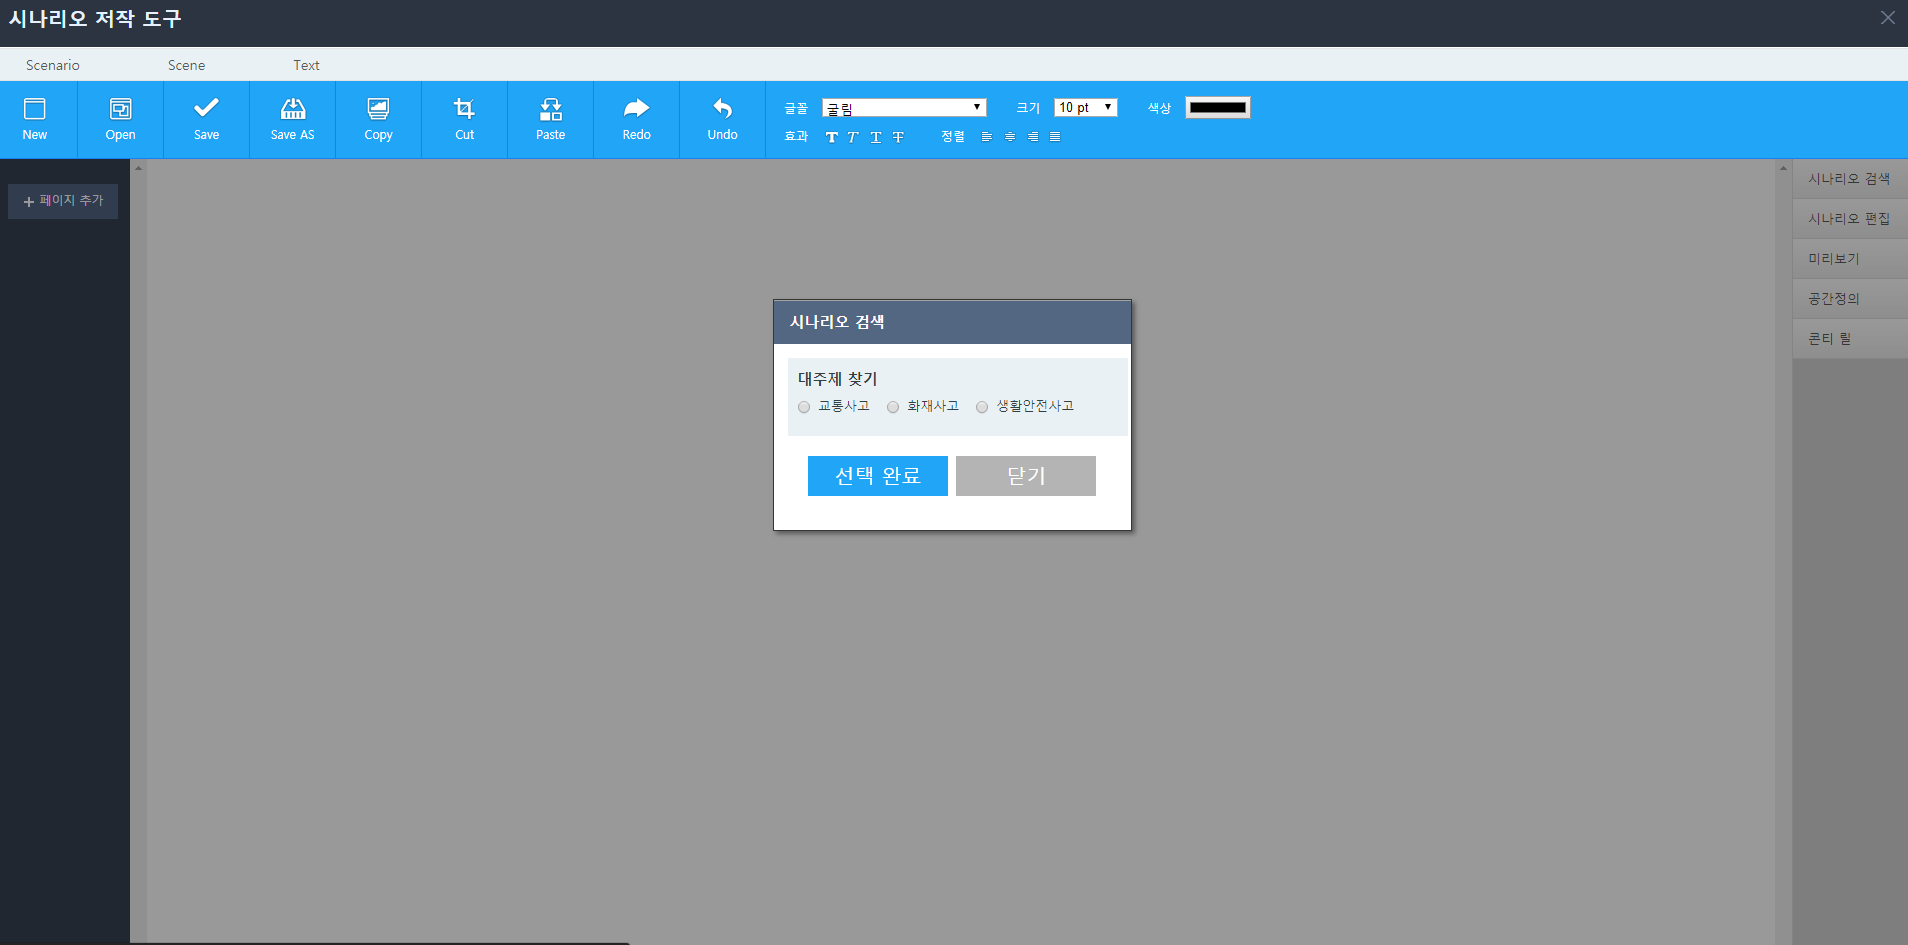 시나리오 저작 도구
Scenario Scene Text
New Open Save Save AS Copy Cut Paste Redo Undo
글꼴 굴림 크기 10 pt 색상
효과 T T T T 정렬
페이지 추가
시나리오 검색
시나리오 편집
미리보기
공간정의
콘티 릴
시나리오 검색
대주제 찾기
교통사고 화재사고 생활안전사고
선택 완료 닫기